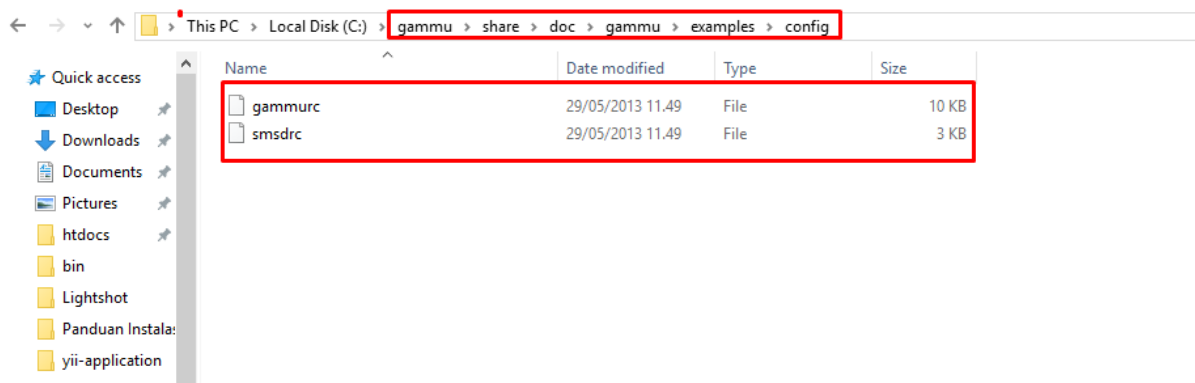 This PC > Local Disk (C:) > gammu > share > doc > gammu > examples > config
Name Date modified Type Size
Quick access
gammurc 29/05/2013 11.49 File 10 KB
Desktop
smsdrc 29/05/2013 11.49 File 3 KB
Downloads
Documents
Pictures
htdocs
bin
Lightshot
Panduan Instala
yii-application